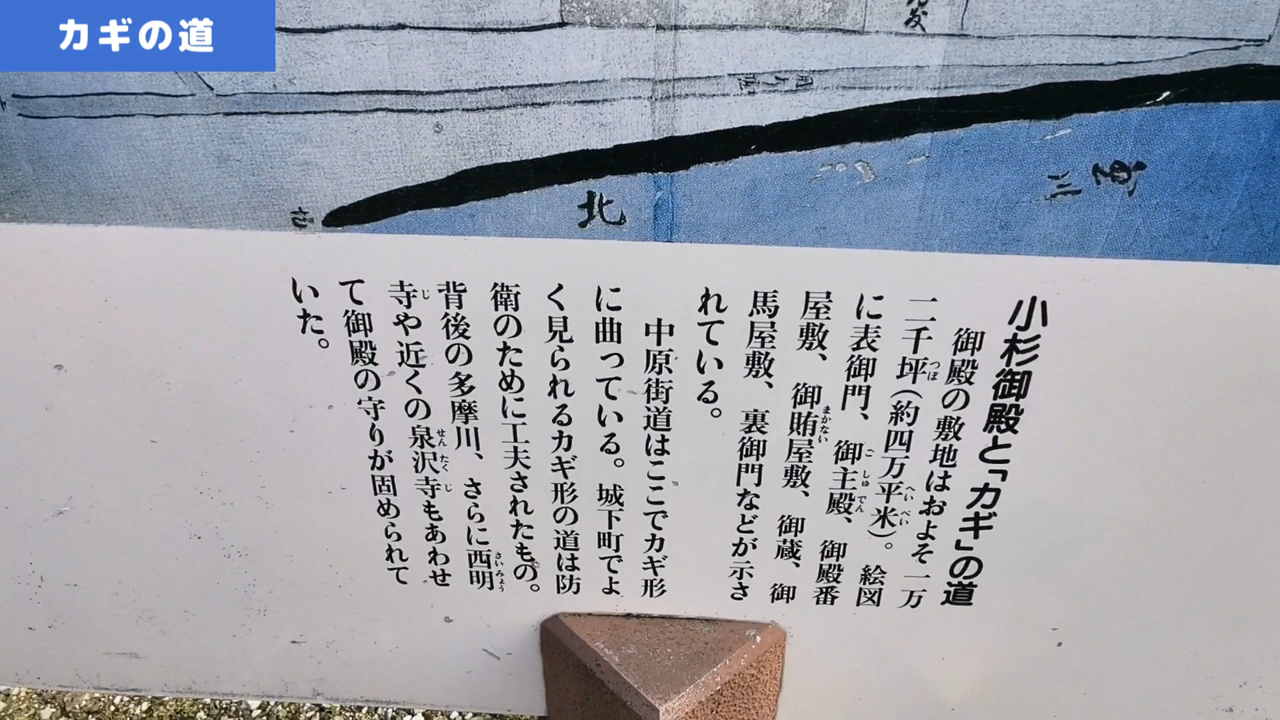 カギの道
北
小杉御殿と「カギ」の道
御殿の敷地はおよそ一万
二千坪(約四万平米)。絵図
に表御門、御主殿、御殿番
屋敷、御賄屋敷、御蔵、御
馬屋敷、裏御門などが示さ
れている。
中原街道はここでカギ形
に曲っている。城下町でよ
く見られるカギ形の道は防
衛のために工夫されたもの。
背後の多摩川、さらに西明
寺や近くの泉沢寺もあわせ
て御殿の守りが固められて
いた。